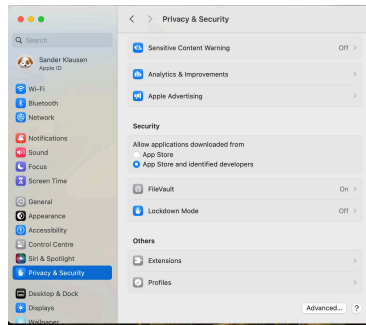 Privacy & Security
Search
Sander Klausen
Apple ID
Wi-Fi
Bluetooth
Network
Notifications
Sound
Focus
Screen Time
General
Appearance
Accessibility
Control Centre
Siri & Spotlight
Privacy & Security
Desktop & Dock
Displays
Wallpaper
Sensitive Content Warning Off
Analytics & Improvements
Apple Advertising
Security
Allow applications downloaded from
App Store
App Store and identified developers
FileVault On
Lockdown Mode Off
Others
Extensions
Profiles
Advanced... ?